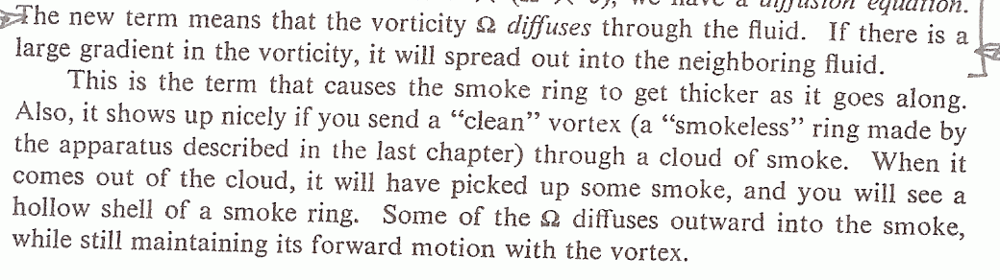 we have a diffusion equation.
The new term means that the vorticity Ω diffuses through the fluid. If there is a
large gradient in the vorticity, it will spread out into the neighboring fluid.
This is the term that causes the smoke ring to get thicker as it goes along.
Also, it shows up nicely if you send a “clean” vortex (a “smokeless” ring made by
the apparatus described in the last chapter) through a cloud of smoke. When it
comes out of the cloud, it will have picked up some smoke, and you will see a
hollow shell of a smoke ring. Some of the Ω diffuses outward into the smoke,
while still maintaining its forward motion with the vortex.